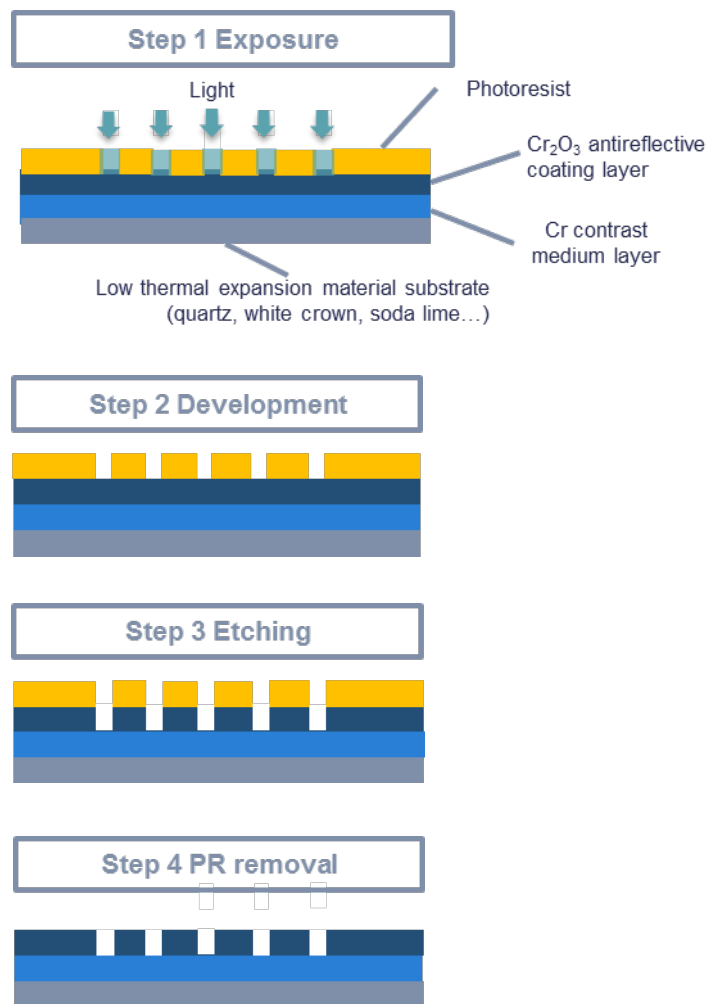 Step 1 Exposure
Light
Photoresist
Cr₂O₃ antireflective
coating layer
Cr contrast
medium layer
Low thermal expansion material substrate
(quartz, white crown, soda lime…)
Step 2 Development
Step 3 Etching
Step 4 PR removal